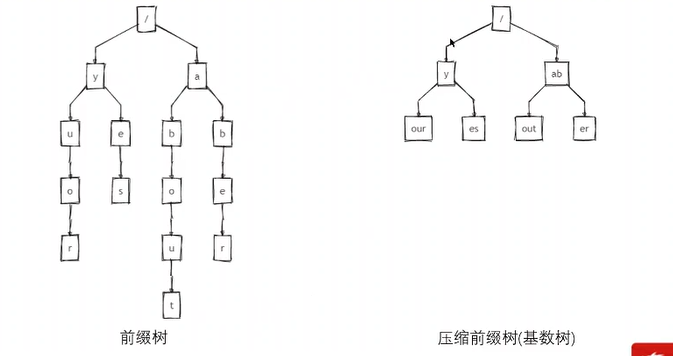 / /
y a y ab
u e b b our es out er
o s o e
r u r
t
前缀树 压缩前缀树(基数树)